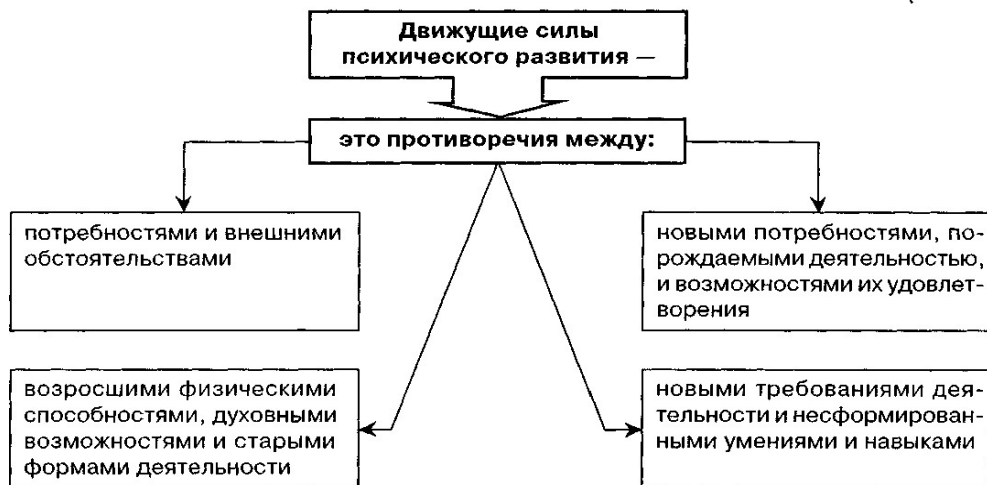 Движущие силы
психического развития —
это противоречия между:
потребностями и внешними
обстоятельствами
новыми потребностями, по-
рождаемыми деятельностью,
и возможностями их удовлет-
ворения
возросшими физическими
способностями, духовными
возможностями и старыми
формами деятельности
новыми требованиями дея-
тельности и несформирован-
ными умениями и навыками